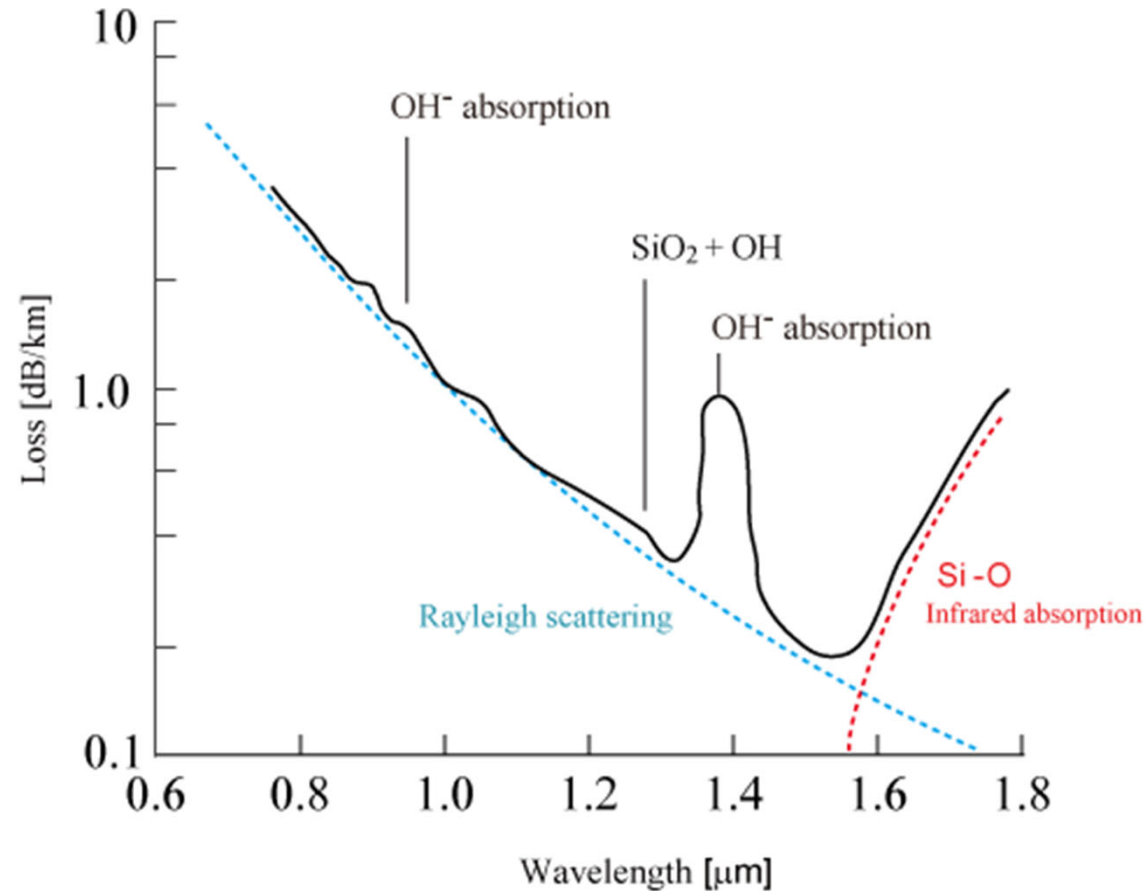 10
OH⁻ absorption
SiO₂ + OH
OH⁻ absorption
Loss [dB/km]
1.0
Si -O
Infrared absorption
Rayleigh scattering
0.1
0.6 0.8 1.0 1.2 1.4 1.6 1.8
Wavelength [μm]